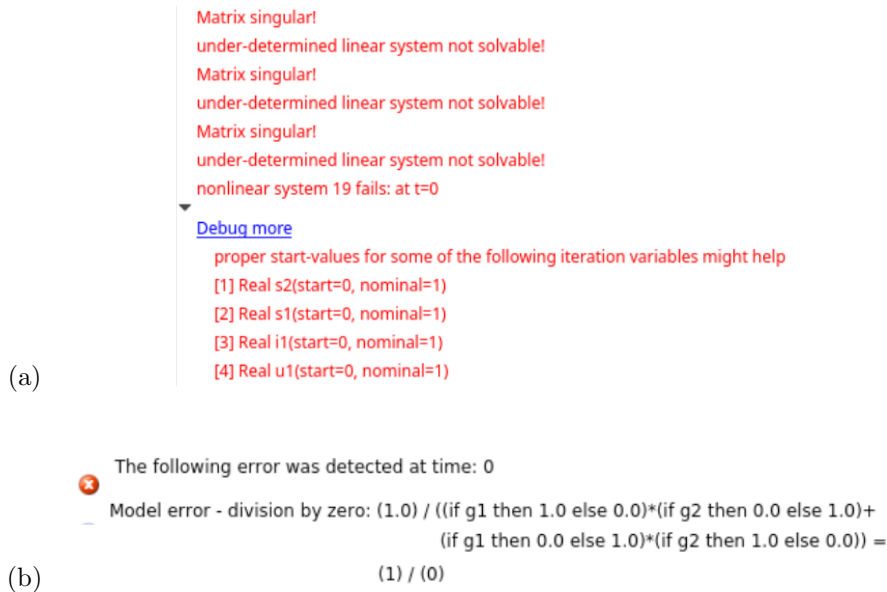 Matrix singular!
under-determined linear system not solvable!
Matrix singular!
under-determined linear system not solvable!
Matrix singular!
under-determined linear system not solvable!
nonlinear system 19 fails: at t=0
Debug more
proper start-values for some of the following iteration variables might help
[1] Real s2(start=0, nominal=1)
[2] Real s1(start=0, nominal=1)
[3] Real i1(start=0, nominal=1)
[4] Real u1(start=0, nominal=1)
(a)
The following error was detected at time: 0
Model error - division by zero: (1.0) / ((if g1 then 1.0 else 0.0)*(if g2 then 0.0 else 1.0)+
(if g1 then 0.0 else 1.0)*(if g2 then 1.0 else 0.0)) =
(1) / (0)
(b)